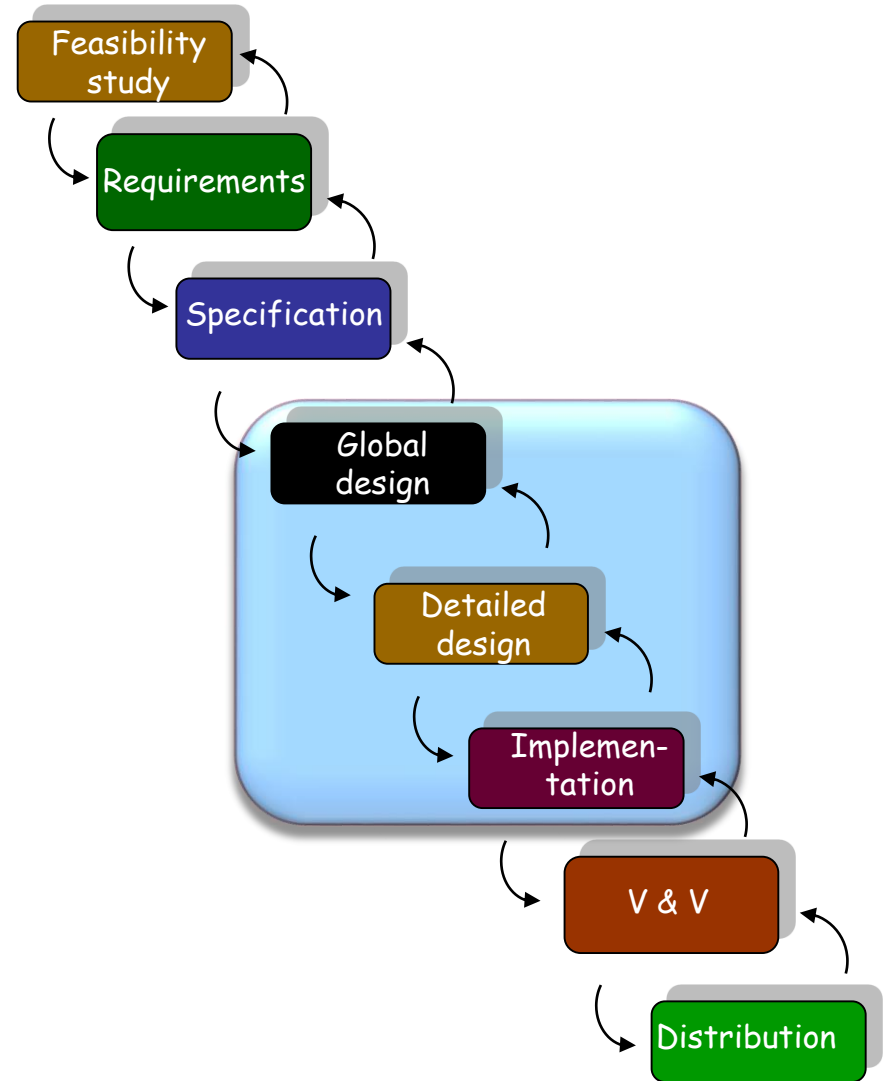 Feasibility
study
Requirements
Specification
Global
design
Detailed
design
Implemen-
tation
V & V
Distribution